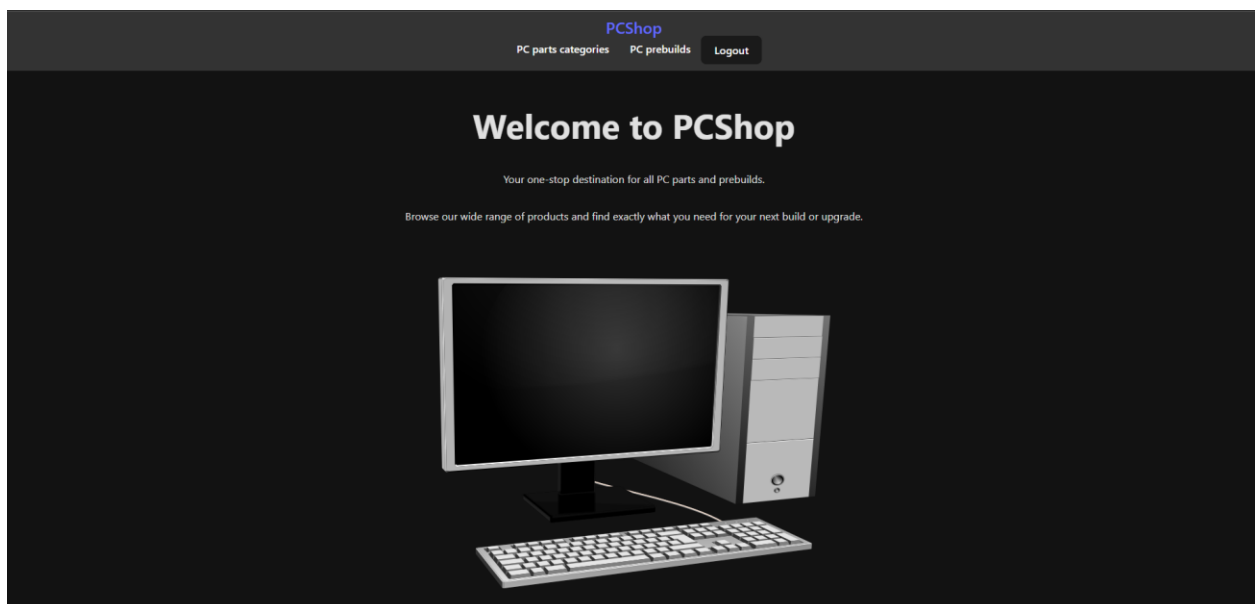 PCShop
PC parts categories PC prebuilds Logout
Welcome to PCShop
Your one-stop destination for all PC parts and prebuilds.
Browse our wide range of products and find exactly what you need for your next build or upgrade.